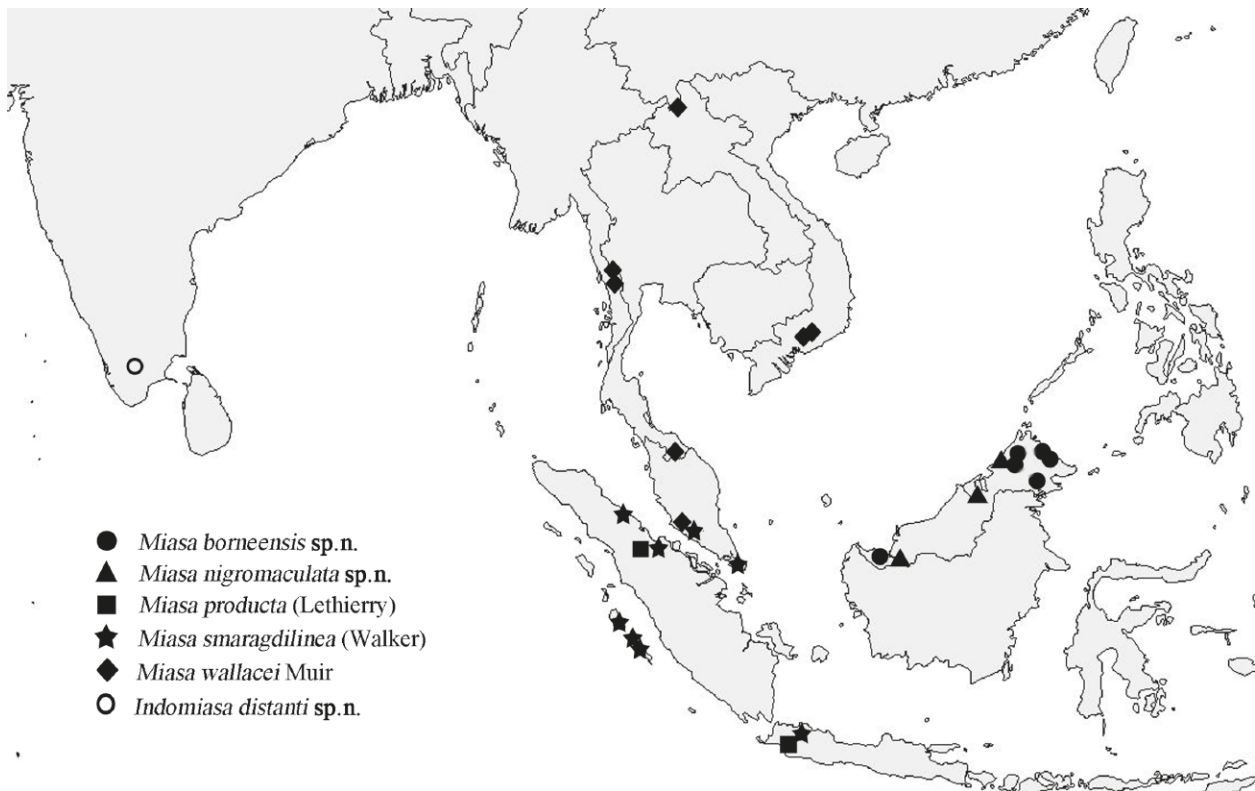 Miasa borneensis sp.n.
Miasa nigromaculata sp.n.
Miasa producta (Lethierry)
Miasa smaragdilinea (Walker)
Miasa wallacei Muir
Indomiasa distanti sp.n.